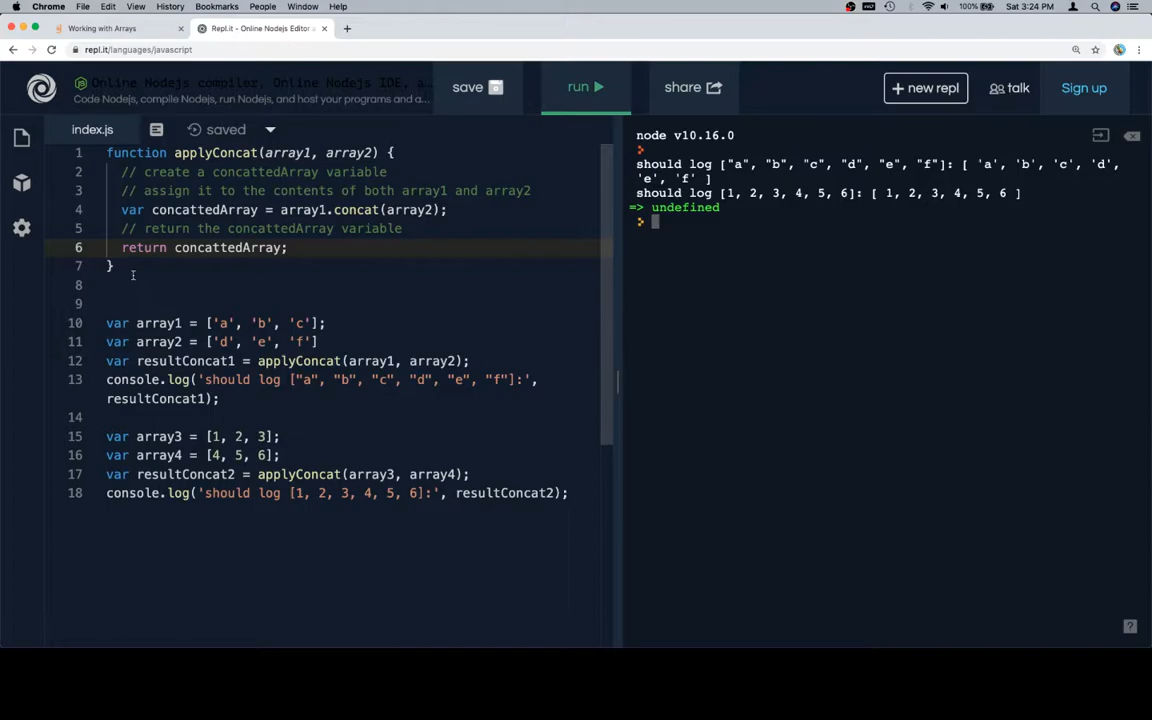 Chrome File Edit View History Bookmarks People Window Help 100% Sat 3:24 PM
Working with Arrays × Repl.it - Online Nodejs Editor a × +
repl.it/languages/javascript
Online Nodejs compiler, Online Nodejs IDE, a...
Code Nodejs, compile Nodejs, run Nodejs, and host your programs and a...
save run share + new repl talk Sign up
index.js saved
1 function applyConcat(array1, array2) {
2 // create a concattedArray variable
3 // assign it to the contents of both array1 and array2
4 var concattedArray = array1.concat(array2);
5 // return the concattedArray variable
6 return concattedArray;
7 }
8
9
10 var array1 = ['a', 'b', 'c'];
11 var array2 = ['d', 'e', 'f']
12 var resultConcat1 = applyConcat(array1, array2);
13 console.log('should log ["a", "b", "c", "d", "e", "f"]:',
resultConcat1);
14
15 var array3 = [1, 2, 3];
16 var array4 = [4, 5, 6];
17 var resultConcat2 = applyConcat(array3, array4);
18 console.log('should log [1, 2, 3, 4, 5, 6]:', resultConcat2);
node v10.16.0
should log ["a", "b", "c", "d", "e", "f"]: [ 'a', 'b', 'c', 'd',
'e', 'f' ]
should log [1, 2, 3, 4, 5, 6]: [ 1, 2, 3, 4, 5, 6 ]
=> undefined
?